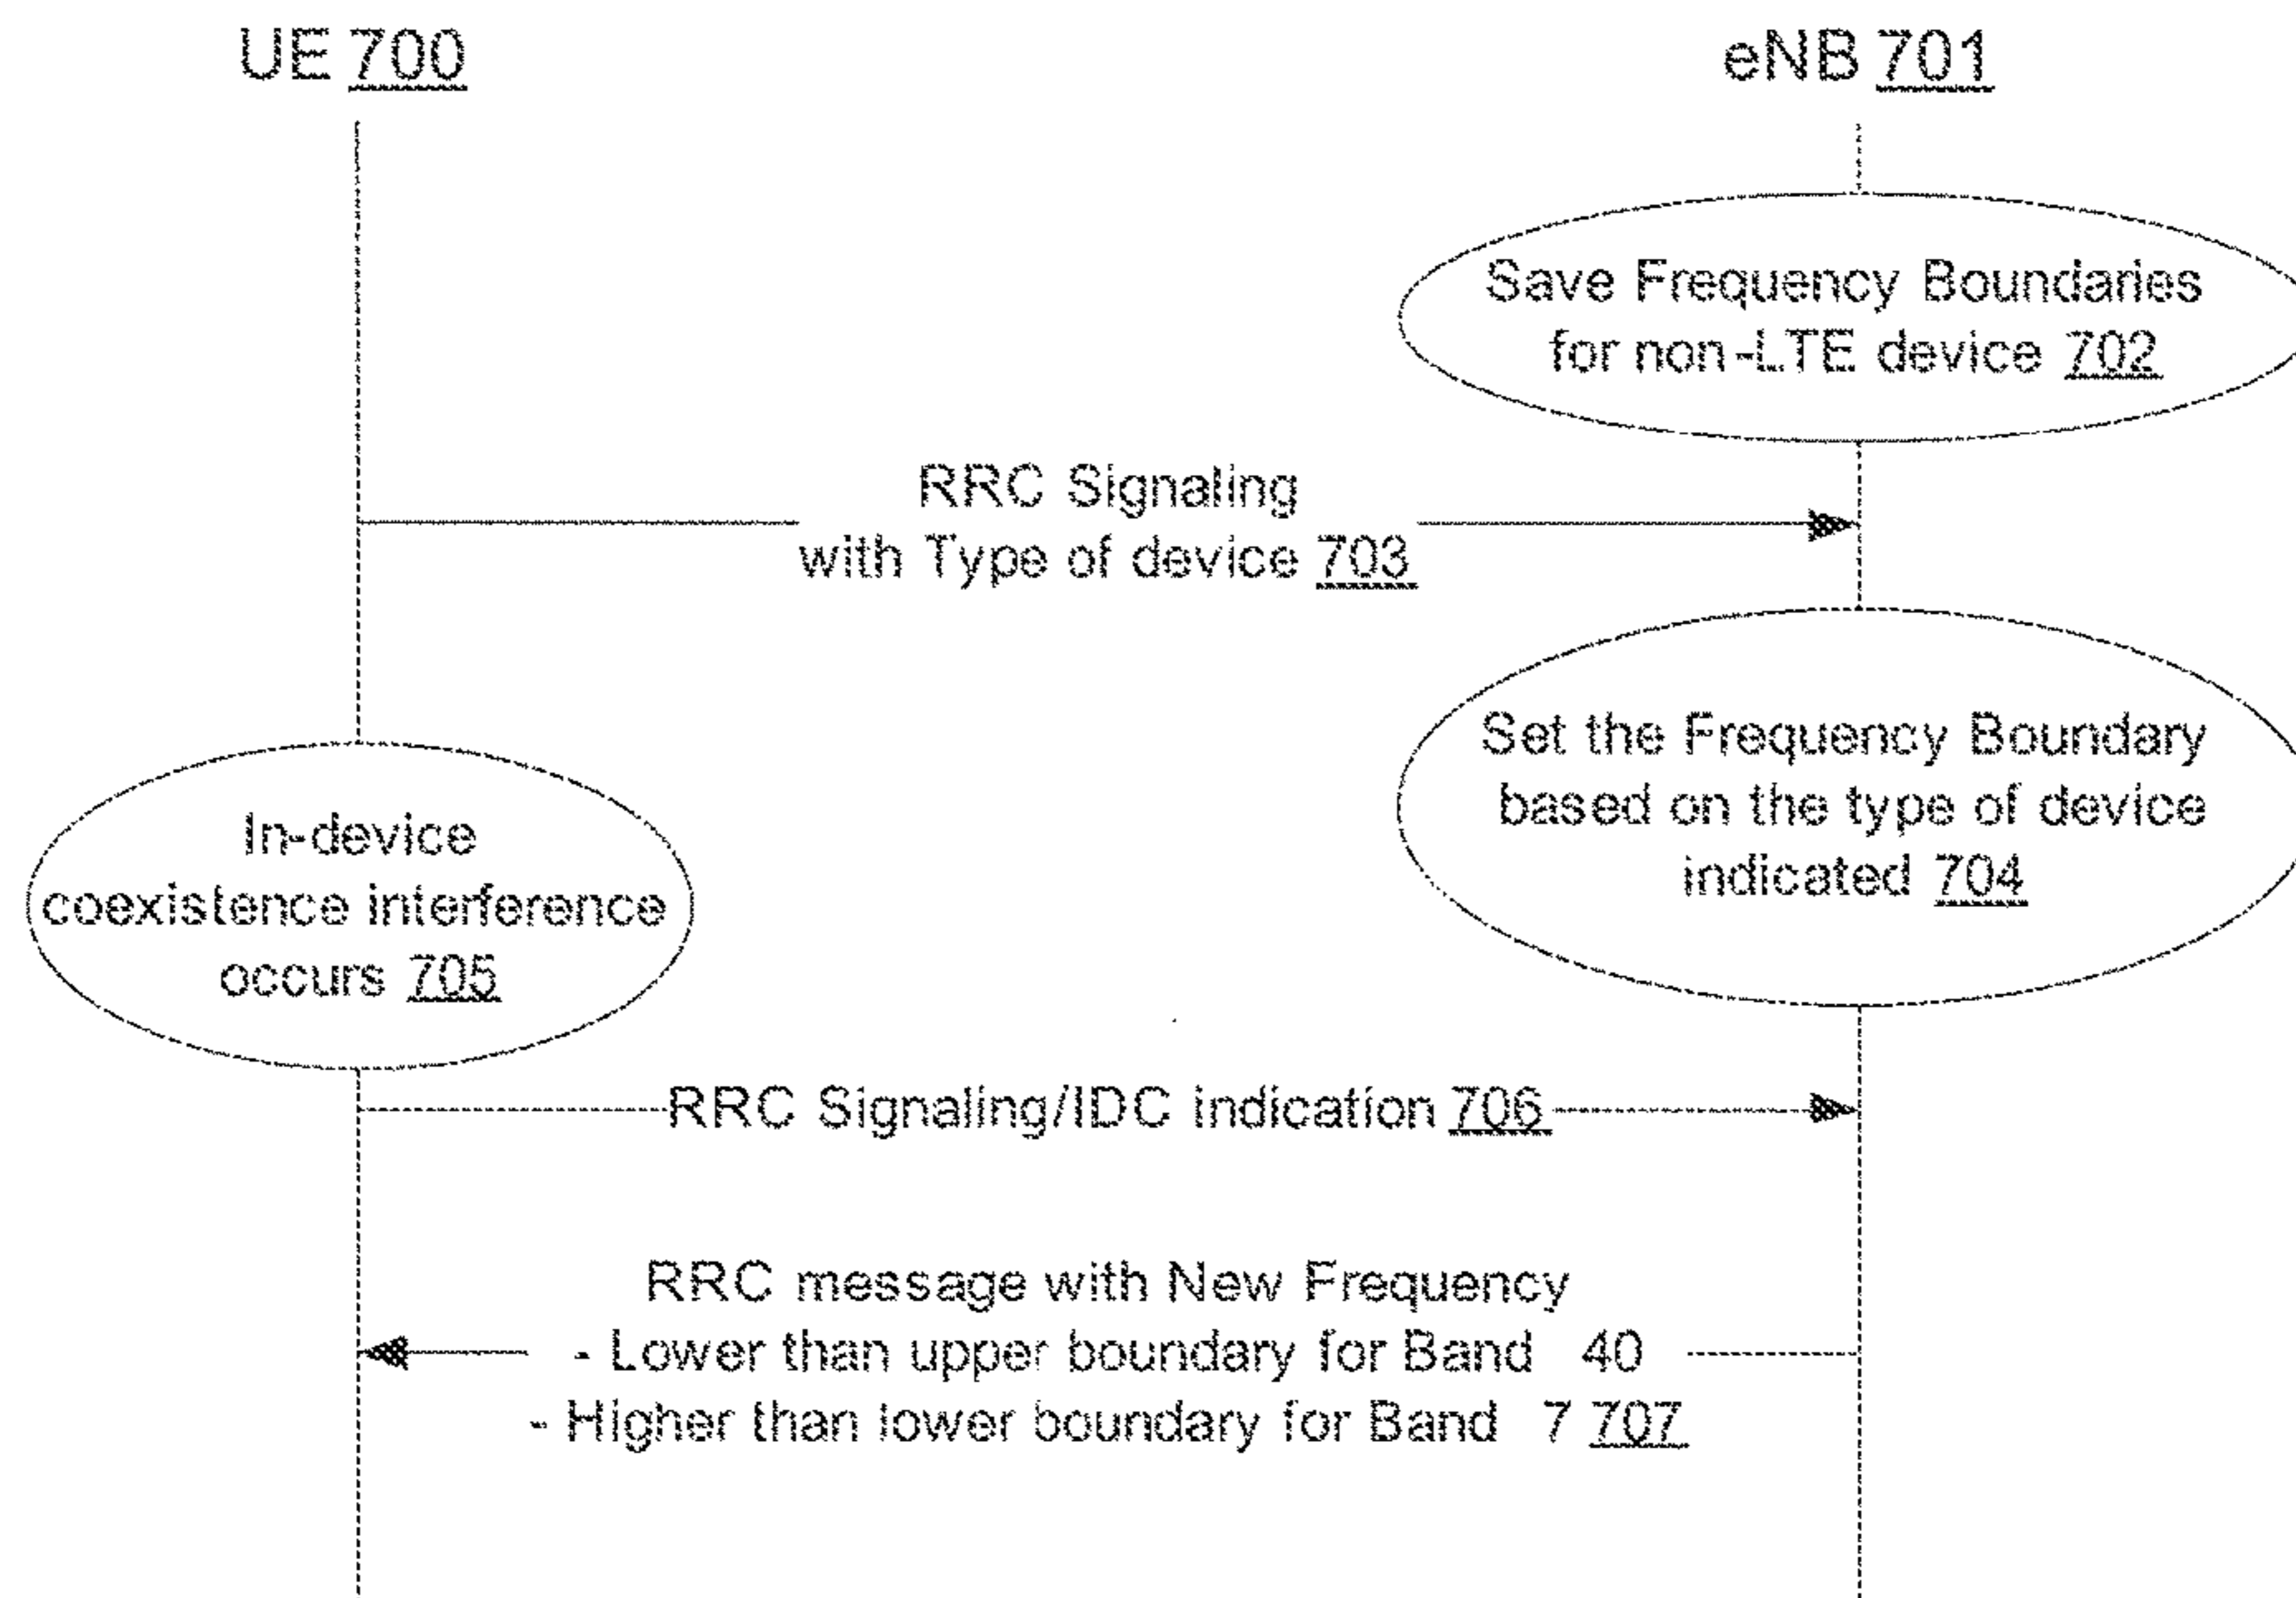 UE 700
eNB 701
Save Frequency Boundaries
for non-LTE device 702
RRC Signaling
with Type of device 703
Set the Frequency Boundary
based on the type of device
indicated 704
In-device
coexistence interference
occurs 705
RRC Signaling/IDC indication 706
RRC message with New Frequency
- Lower than upper boundary for Band 40
- Higher than lower boundary for Band 7 707